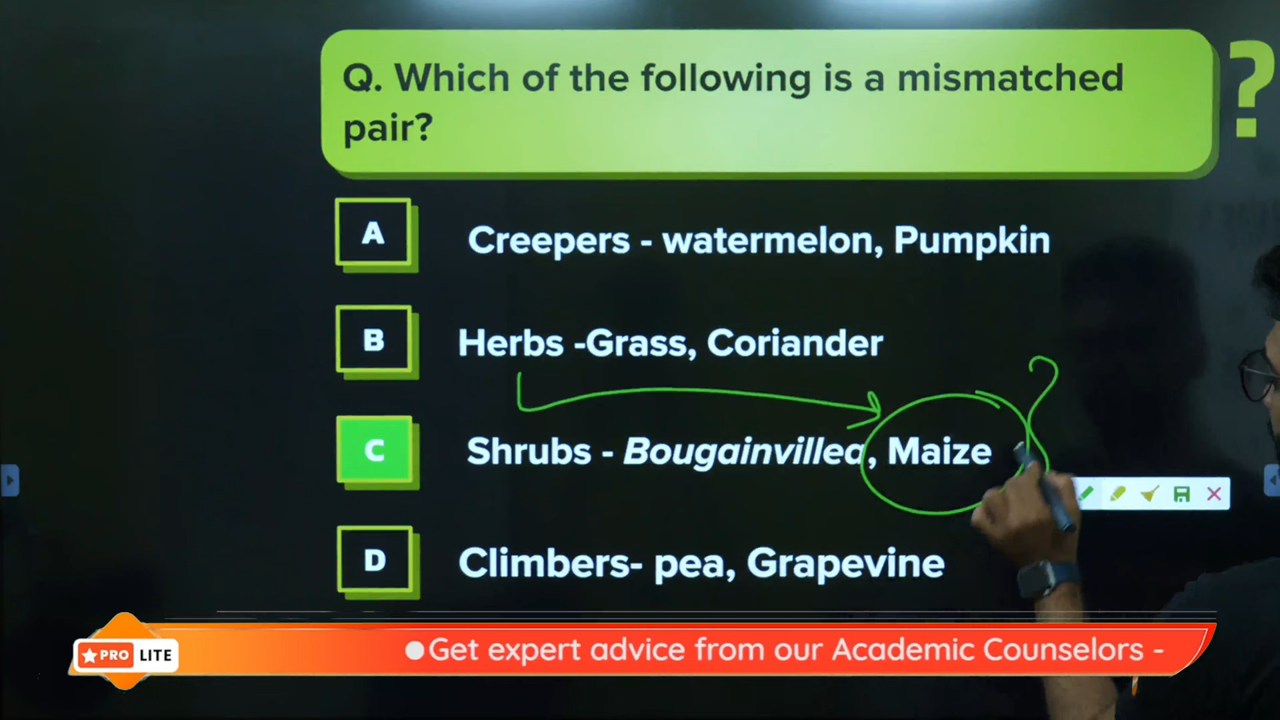 Q. Which of the following is a mismatched
pair?
?
A
Creepers - watermelon, Pumpkin
B
Herbs -Grass, Coriander
C
Shrubs - Bougainvillea, Maize
?
D
Climbers- pea, Grapevine
PRO LITE
●Get expert advice from our Academic Counselors -